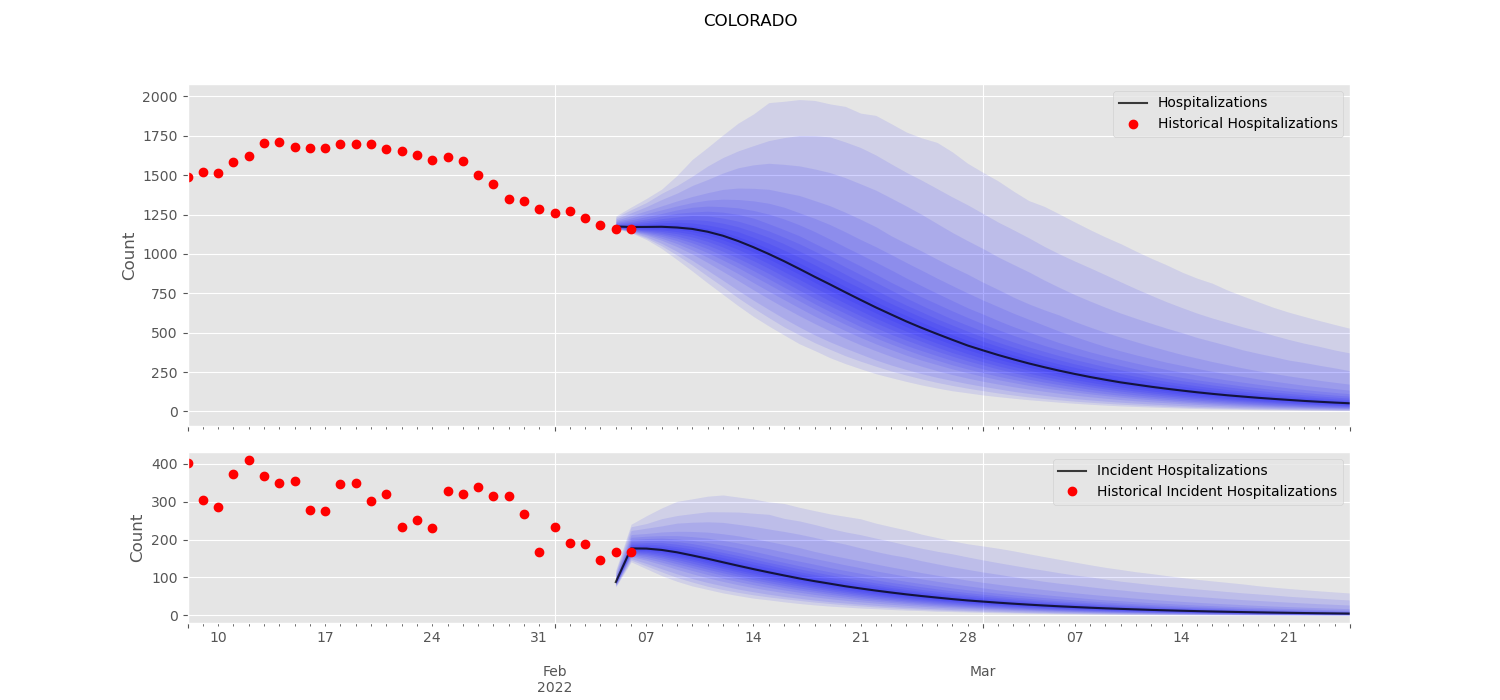 COLORADO
Hospitalizations
Historical Hospitalizations
Count
2000
1750
1500
1250
1000
750
500
250
0
Incident Hospitalizations
Historical Incident Hospitalizations
Count
400
300
200
100
0
10 17 24 31 07 14 21 28 07 14 21
Feb Mar
2022